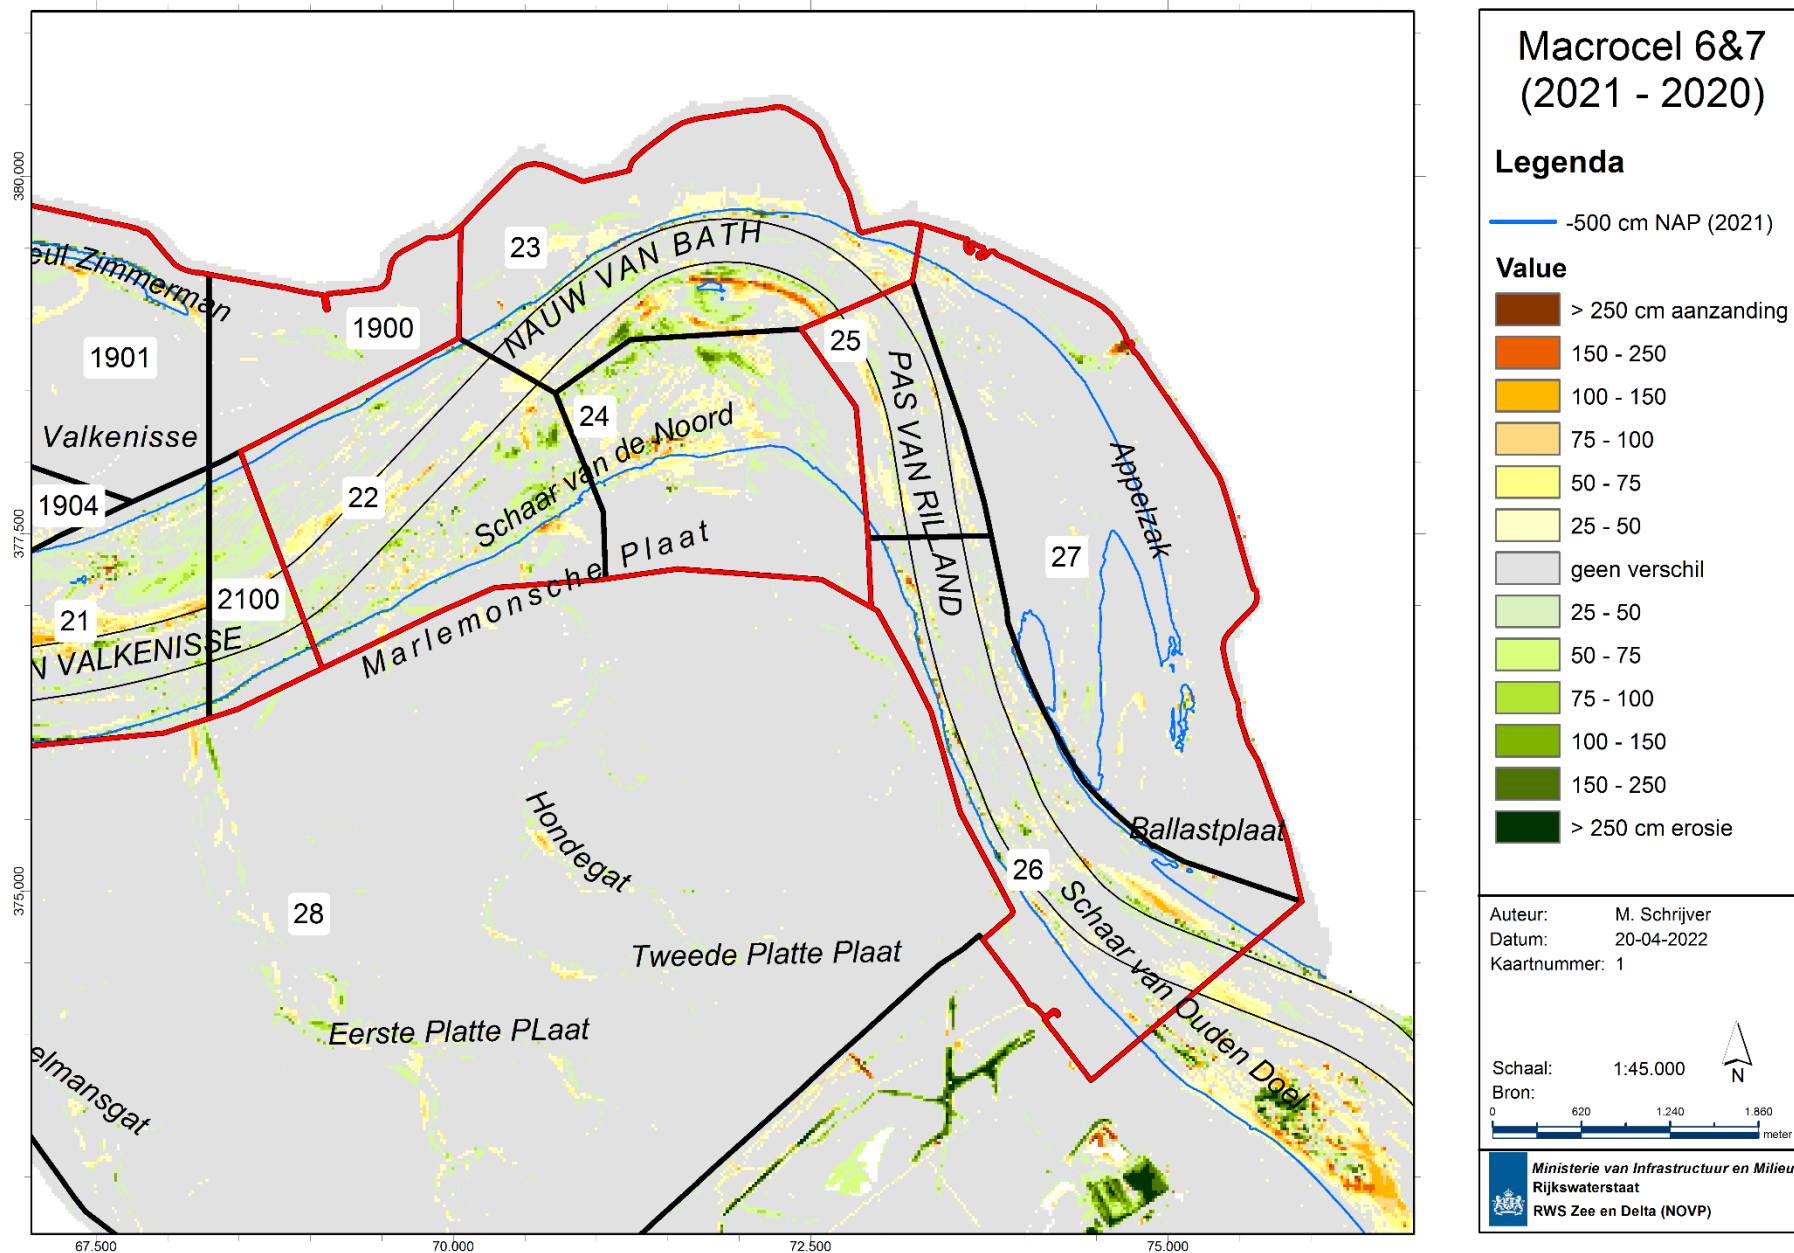 Macrocel 6&7
(2021 - 2020)
Legenda
-500 cm NAP (2021)
Value
> 250 cm aanzanding
150 - 250
100 - 150
75 - 100
50 - 75
25 - 50
geen verschil
25 - 50
50 - 75
75 - 100
100 - 150
150 - 250
> 250 cm erosie
Auteur: M. Schrijver
Datum: 20-04-2022
Kaartnummer: 1
Schaal: 1:45.000
N
Bron:
0 620 1.240 1.860
meter
Ministerie van Infrastructuur en Milieu
Rijkswaterstaat
RWS Zee en Delta (NOVP)
380.000
377.500
375.000
67.500
70.000
72.500
75.000
eul Zimmerman
1901
1900
Valkenisse
1904
21
2100
N VALKENISSE
22
23
NAUW VAN BATH
24
Schaar van de Noord
25
PAS VAN RILLAND
Marlemonsche Plaat
27
Appelzak
Ballastplaat
26
Schaar van Ouden Doel
Hondegat
28
Tweede Platte Plaat
Eerste Platte PLaat
elmansgat